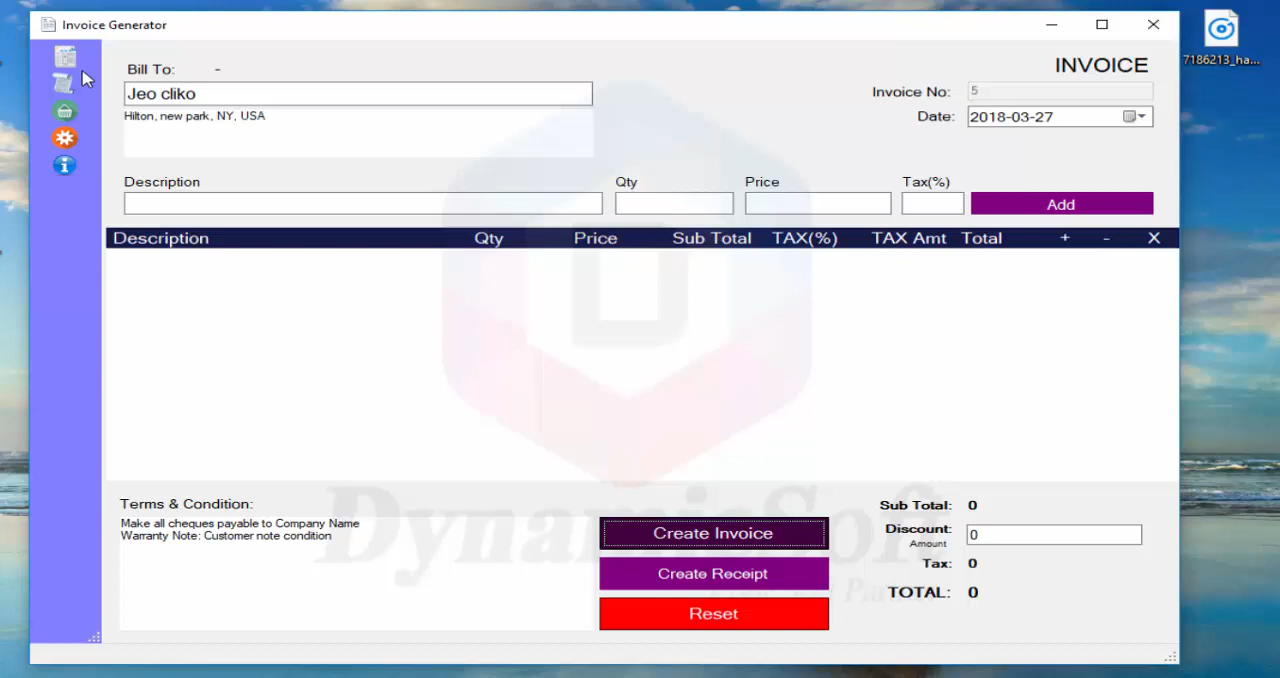 Invoice Generator
7186213_ha...
Bill To: -
INVOICE
Jeo cliko
Invoice No: 5
Hilton, new park, NY, USA
Date: 2018-03-27
Description Qty Price Tax(%)
Add
Description Qty Price Sub Total TAX(%) TAX Amt Total + - X
Terms & Condition:
Make all cheques payable to Company Name
Warranty Note: Customer note condition
Create Invoice
Create Receipt
Reset
Sub Total: 0
Discount: 0
Amount
Tax: 0
TOTAL: 0
DynamicSoft